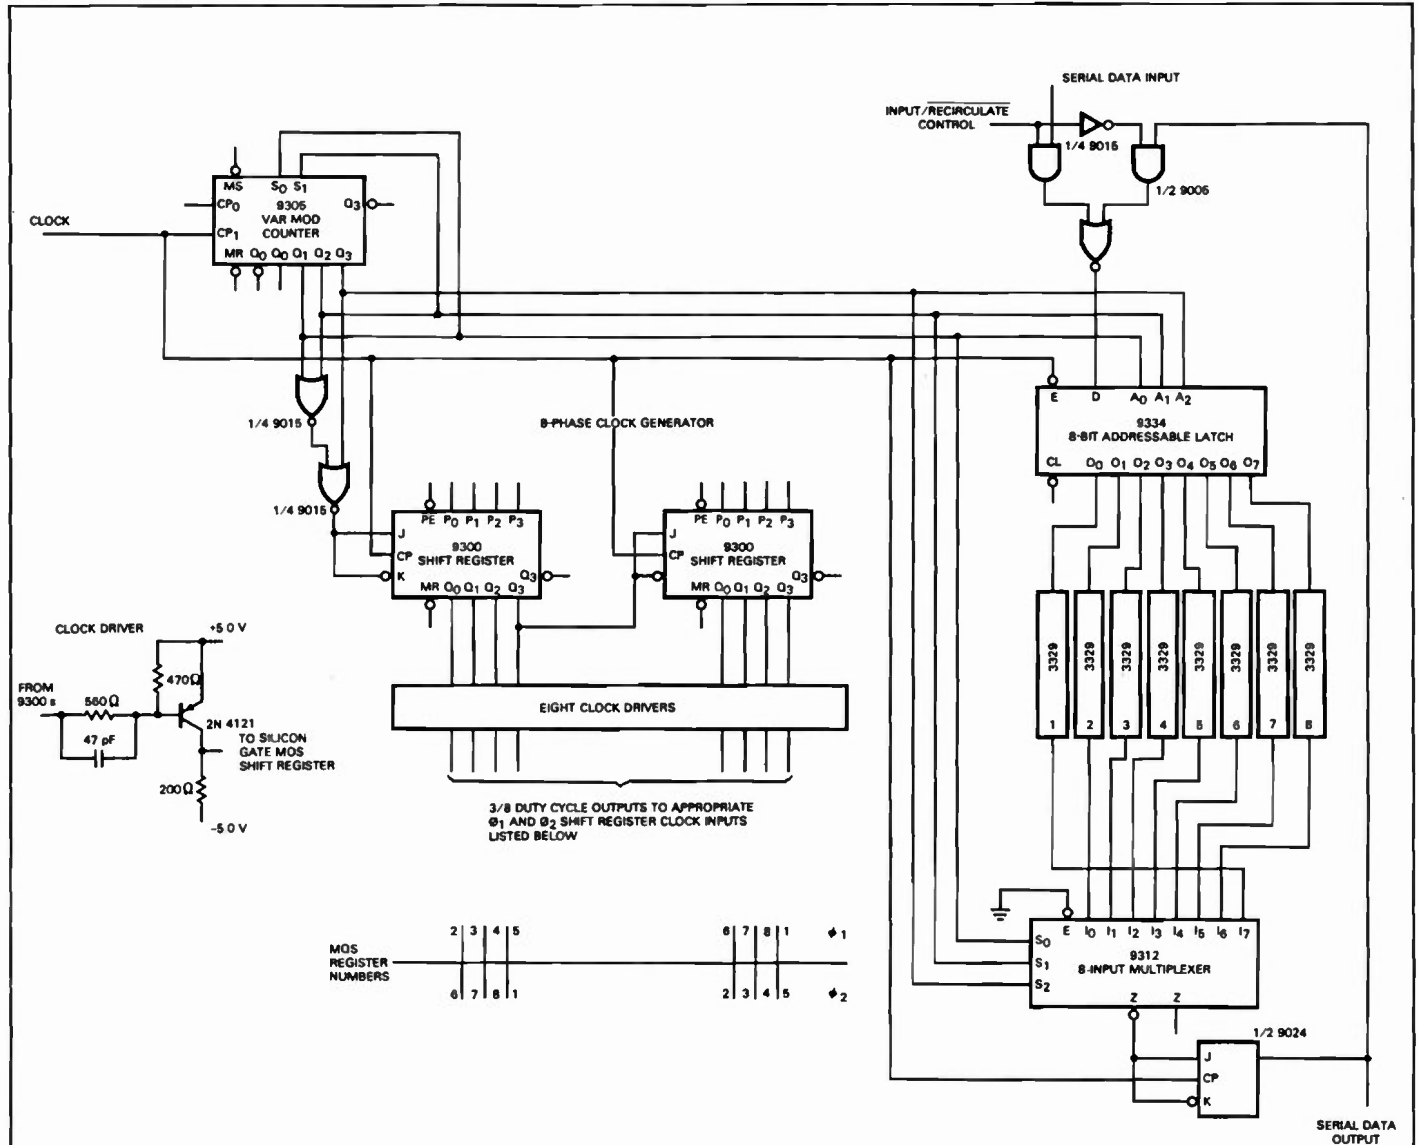 SERIAL DATA INPUT
INPUT/RECIRCULATE
CONTROL
1/4 9015
1/2 9005
MS S0 S1
9305
VAR MOD
COUNTER
CP0
CP1
Q3
MR Q0 Q0 Q1 Q2 Q3
CLOCK
1/4 9015
1/4 9015
8-PHASE CLOCK GENERATOR
E D A0 A1 A2
9334
8-BIT ADDRESSABLE LATCH
CL O0 O1 O2 O3 O4 O5 O6 O7
PE P0 P1 P2 P3
J
9300
SHIFT REGISTER
CP
K
Q3
MR Q0 Q1 Q2 Q3
PE P0 P1 P2 P3
J
9300
SHIFT REGISTER
CP
Q3
MR Q0 Q1 Q2 Q3
CLOCK DRIVER
+5 0 V
470Ω
FROM
9300 s
560Ω
47 pF
2N 4121
TO SILICON
GATE MOS
SHIFT REGISTER
200Ω
-5 0 V
EIGHT CLOCK DRIVERS
3/8 DUTY CYCLE OUTPUTS TO APPROPRIATE
Ø1 AND Ø2 SHIFT REGISTER CLOCK INPUTS
LISTED BELOW
3329 3329 3329 3329 3329 3329 3329 3329
1 2 3 4 5 6 7 8
MOS
REGISTER
NUMBERS
2 3 4 5 6 7 8 1 ϕ1
6 7 8 1 2 3 4 5 ϕ2
E I0 I1 I2 I3 I4 I5 I6 I7
S0
S1
S2
9312
8-INPUT MULTIPLEXER
Z Z
1/2 9024
J
CP
K
SERIAL DATA
OUTPUT